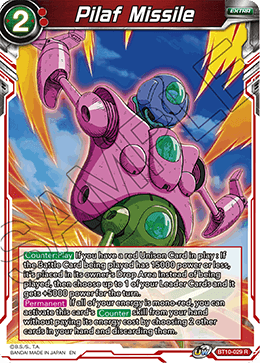 2
Pilaf Missile
EXTRA
Counter:Play If you have a red Unison Card in play : If
the Battle Card being played has 15000 power or less,
it's placed in its owner's Drop Area instead of being
played, then choose up to 1 of your Leader Cards and it
gets +5000 power for the turn.
Permanent If all of your energy is mono-red, you can
activate this card's Counter skill from your hand
without paying its energy cost by choosing 2 other
cards in your hand and discarding them.
©B.S./S., T.A.
BANDAI MADE IN JAPAN EN
BT10-029 R